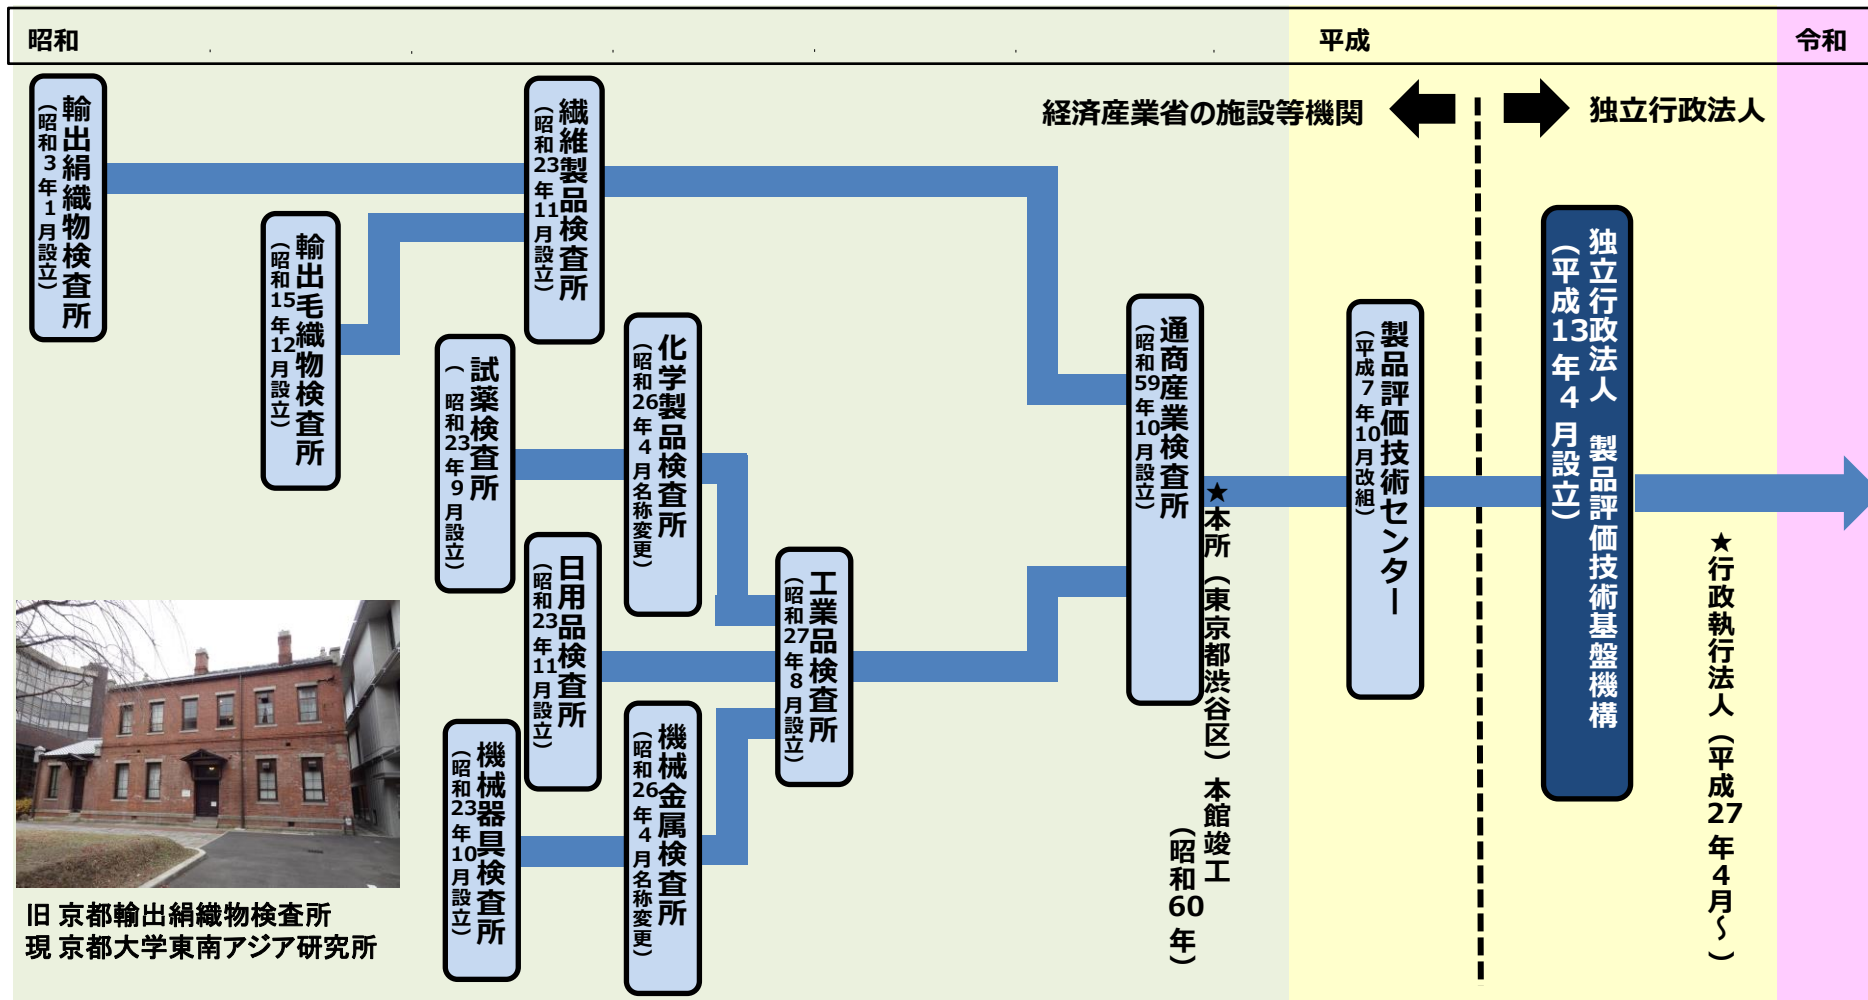 昭和
平成
令和
経済産業省の施設等機関
独立行政法人
輸出絹織物検査所
（昭和３年１月設立）
輸出毛織物検査所
（昭和15年12月設立）
繊維製品検査所
（昭和23年11月設立）
試薬検査所
（　昭和23年９月設立）
化学製品検査所
（昭和26年４月名称変更）
日用品検査所
（昭和23年11月設立）
機械器具検査所
（昭和23年10月設立）
機械金属検査所
（昭和26年４月名称変更）
工業品検査所
（昭和27年８月設立）
通商産業検査所
（昭和59年10月設立）
★本所（東京都渋谷区）本館竣工
（昭和60年）
製品評価技術センター
（平成７年10月改組）
独立行政法人　製品評価技術基盤機構
（平成13年４月設立）
★行政執行法人（平成27年４月～）
旧 京都輸出絹織物検査所
現 京都大学東南アジア研究所